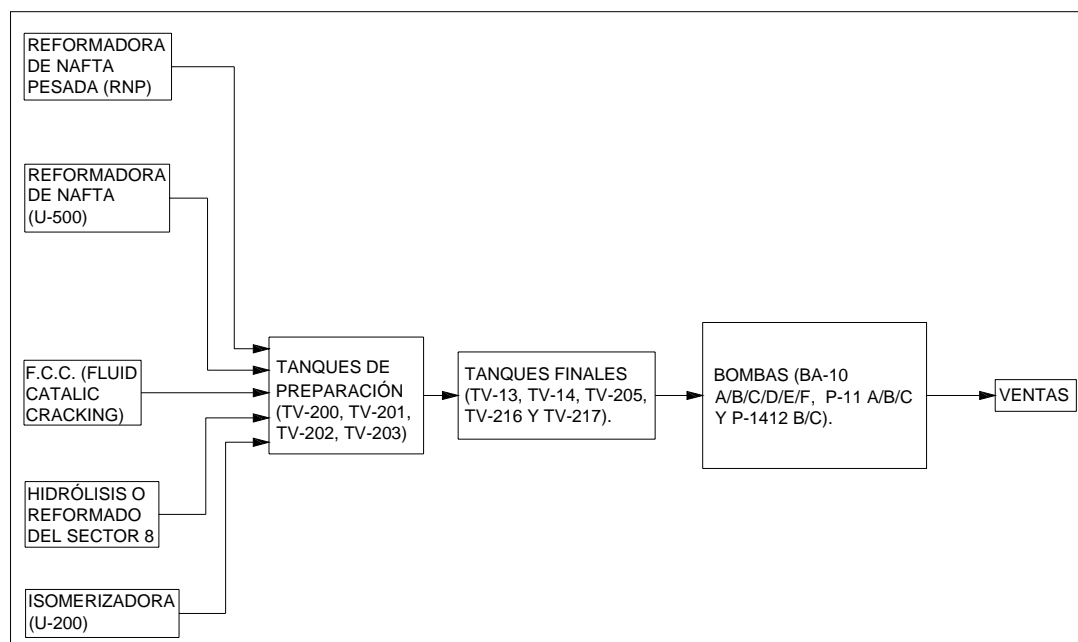 REFORMADORA
DE NAFTA
PESADA (RNP)
REFORMADORA
DE NAFTA
(U-500)
F.C.C. (FLUID
CATALIC
CRACKING)
HIDRÓLISIS O
REFORMADO
DEL SECTOR 8
ISOMERIZADORA
(U-200)
TANQUES DE
PREPARACIÓN
(TV-200, TV-201,
TV-202, TV-203)
TANQUES FINALES
(TV-13, TV-14, TV-205,
TV-216 Y TV-217).
BOMBAS (BA-10
A/B/C/D/E/F, P-11 A/B/C
Y P-1412 B/C).
VENTAS